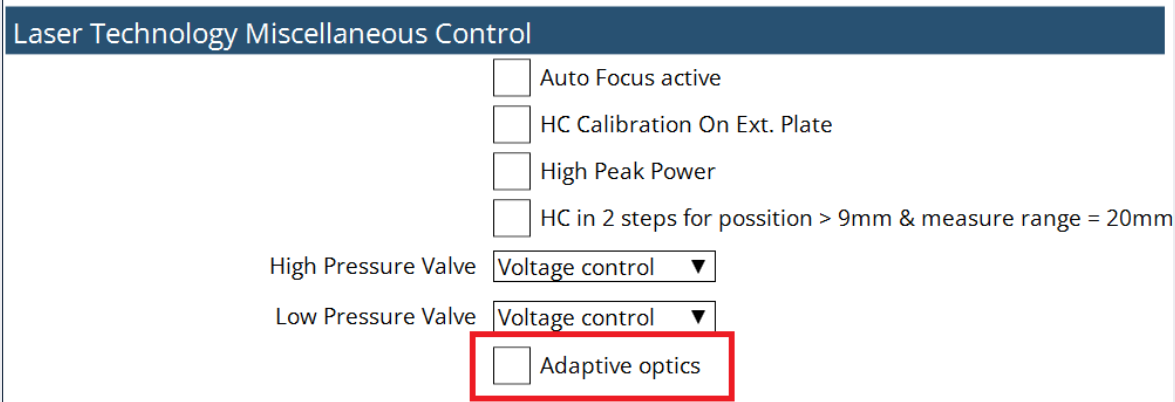 Laser Technology Miscellaneous Control
Auto Focus active
HC Calibration On Ext. Plate
High Peak Power
HC in 2 steps for possition > 9mm & measure range = 20mm
High Pressure Valve Voltage control ▼
Low Pressure Valve Voltage control ▼
Adaptive optics